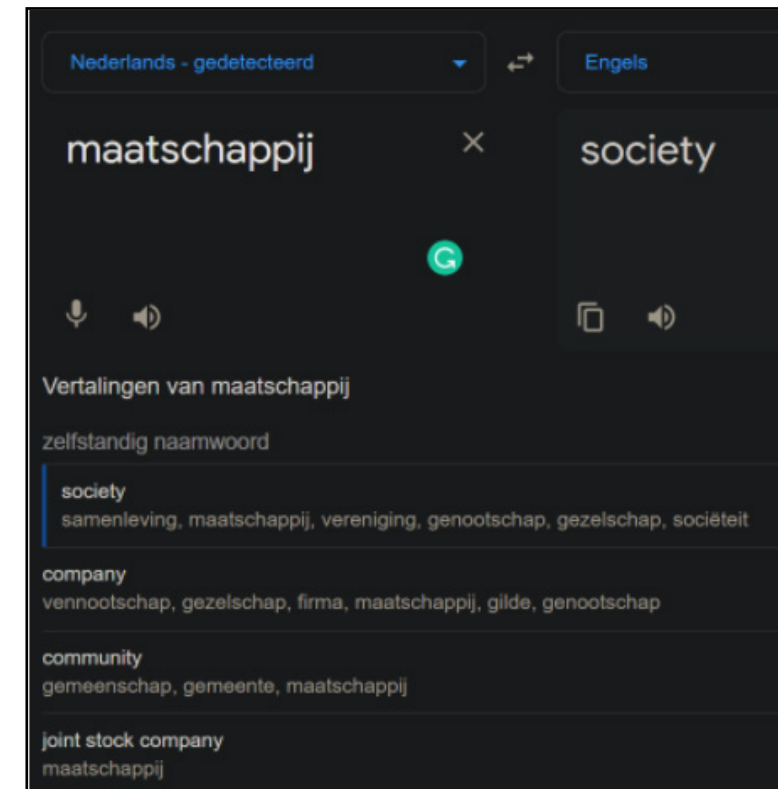 Nederlands - gedetecteerd
Engels
maatschappij
society
Vertalingen van maatschappij
zelfstandig naamwoord
society
samenleving, maatschappij, vereniging, genootschap, gezelschap, sociëteit
company
vennootschap, gezelschap, firma, maatschappij, gilde, genootschap
community
gemeenschap, gemeente, maatschappij
joint stock company
maatschappij